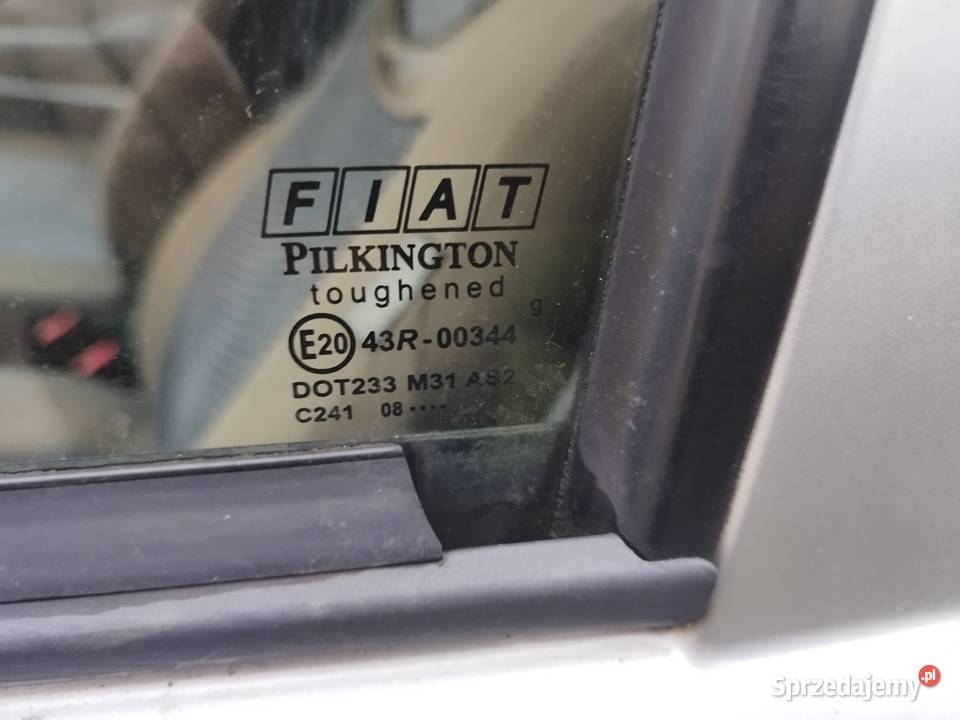 FIAT
PILKINGTON
toughened
g
E20 43R-00344
DOT233 M31 AS2
C241 08 ····
Sprzedajemy.pl